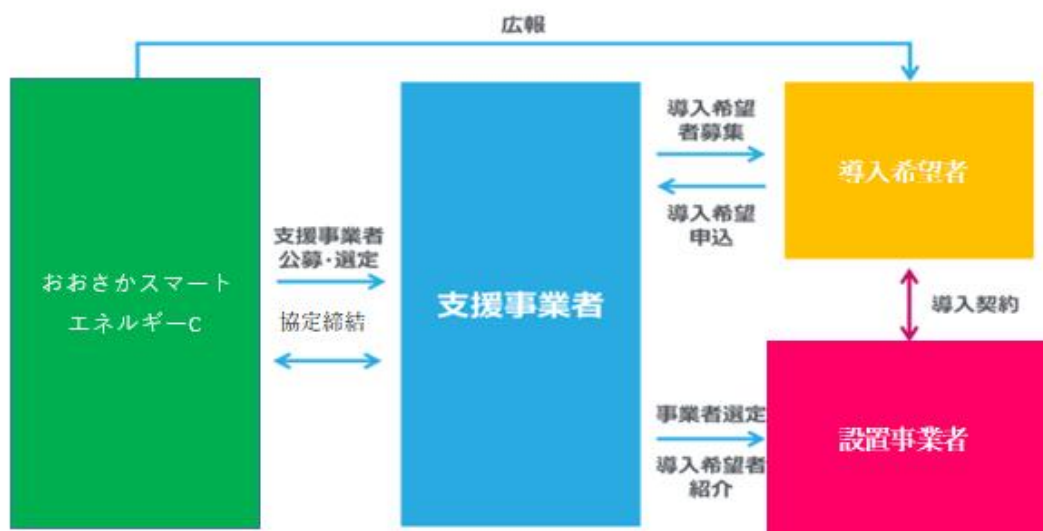 広報
おおさかスマート
エネルギーC
支援事業者
公募・選定
協定締結
支援事業者
導入希望
者募集
導入希望
申込
導入希望者
導入契約
事業者選定
導入希望者
紹介
設置事業者